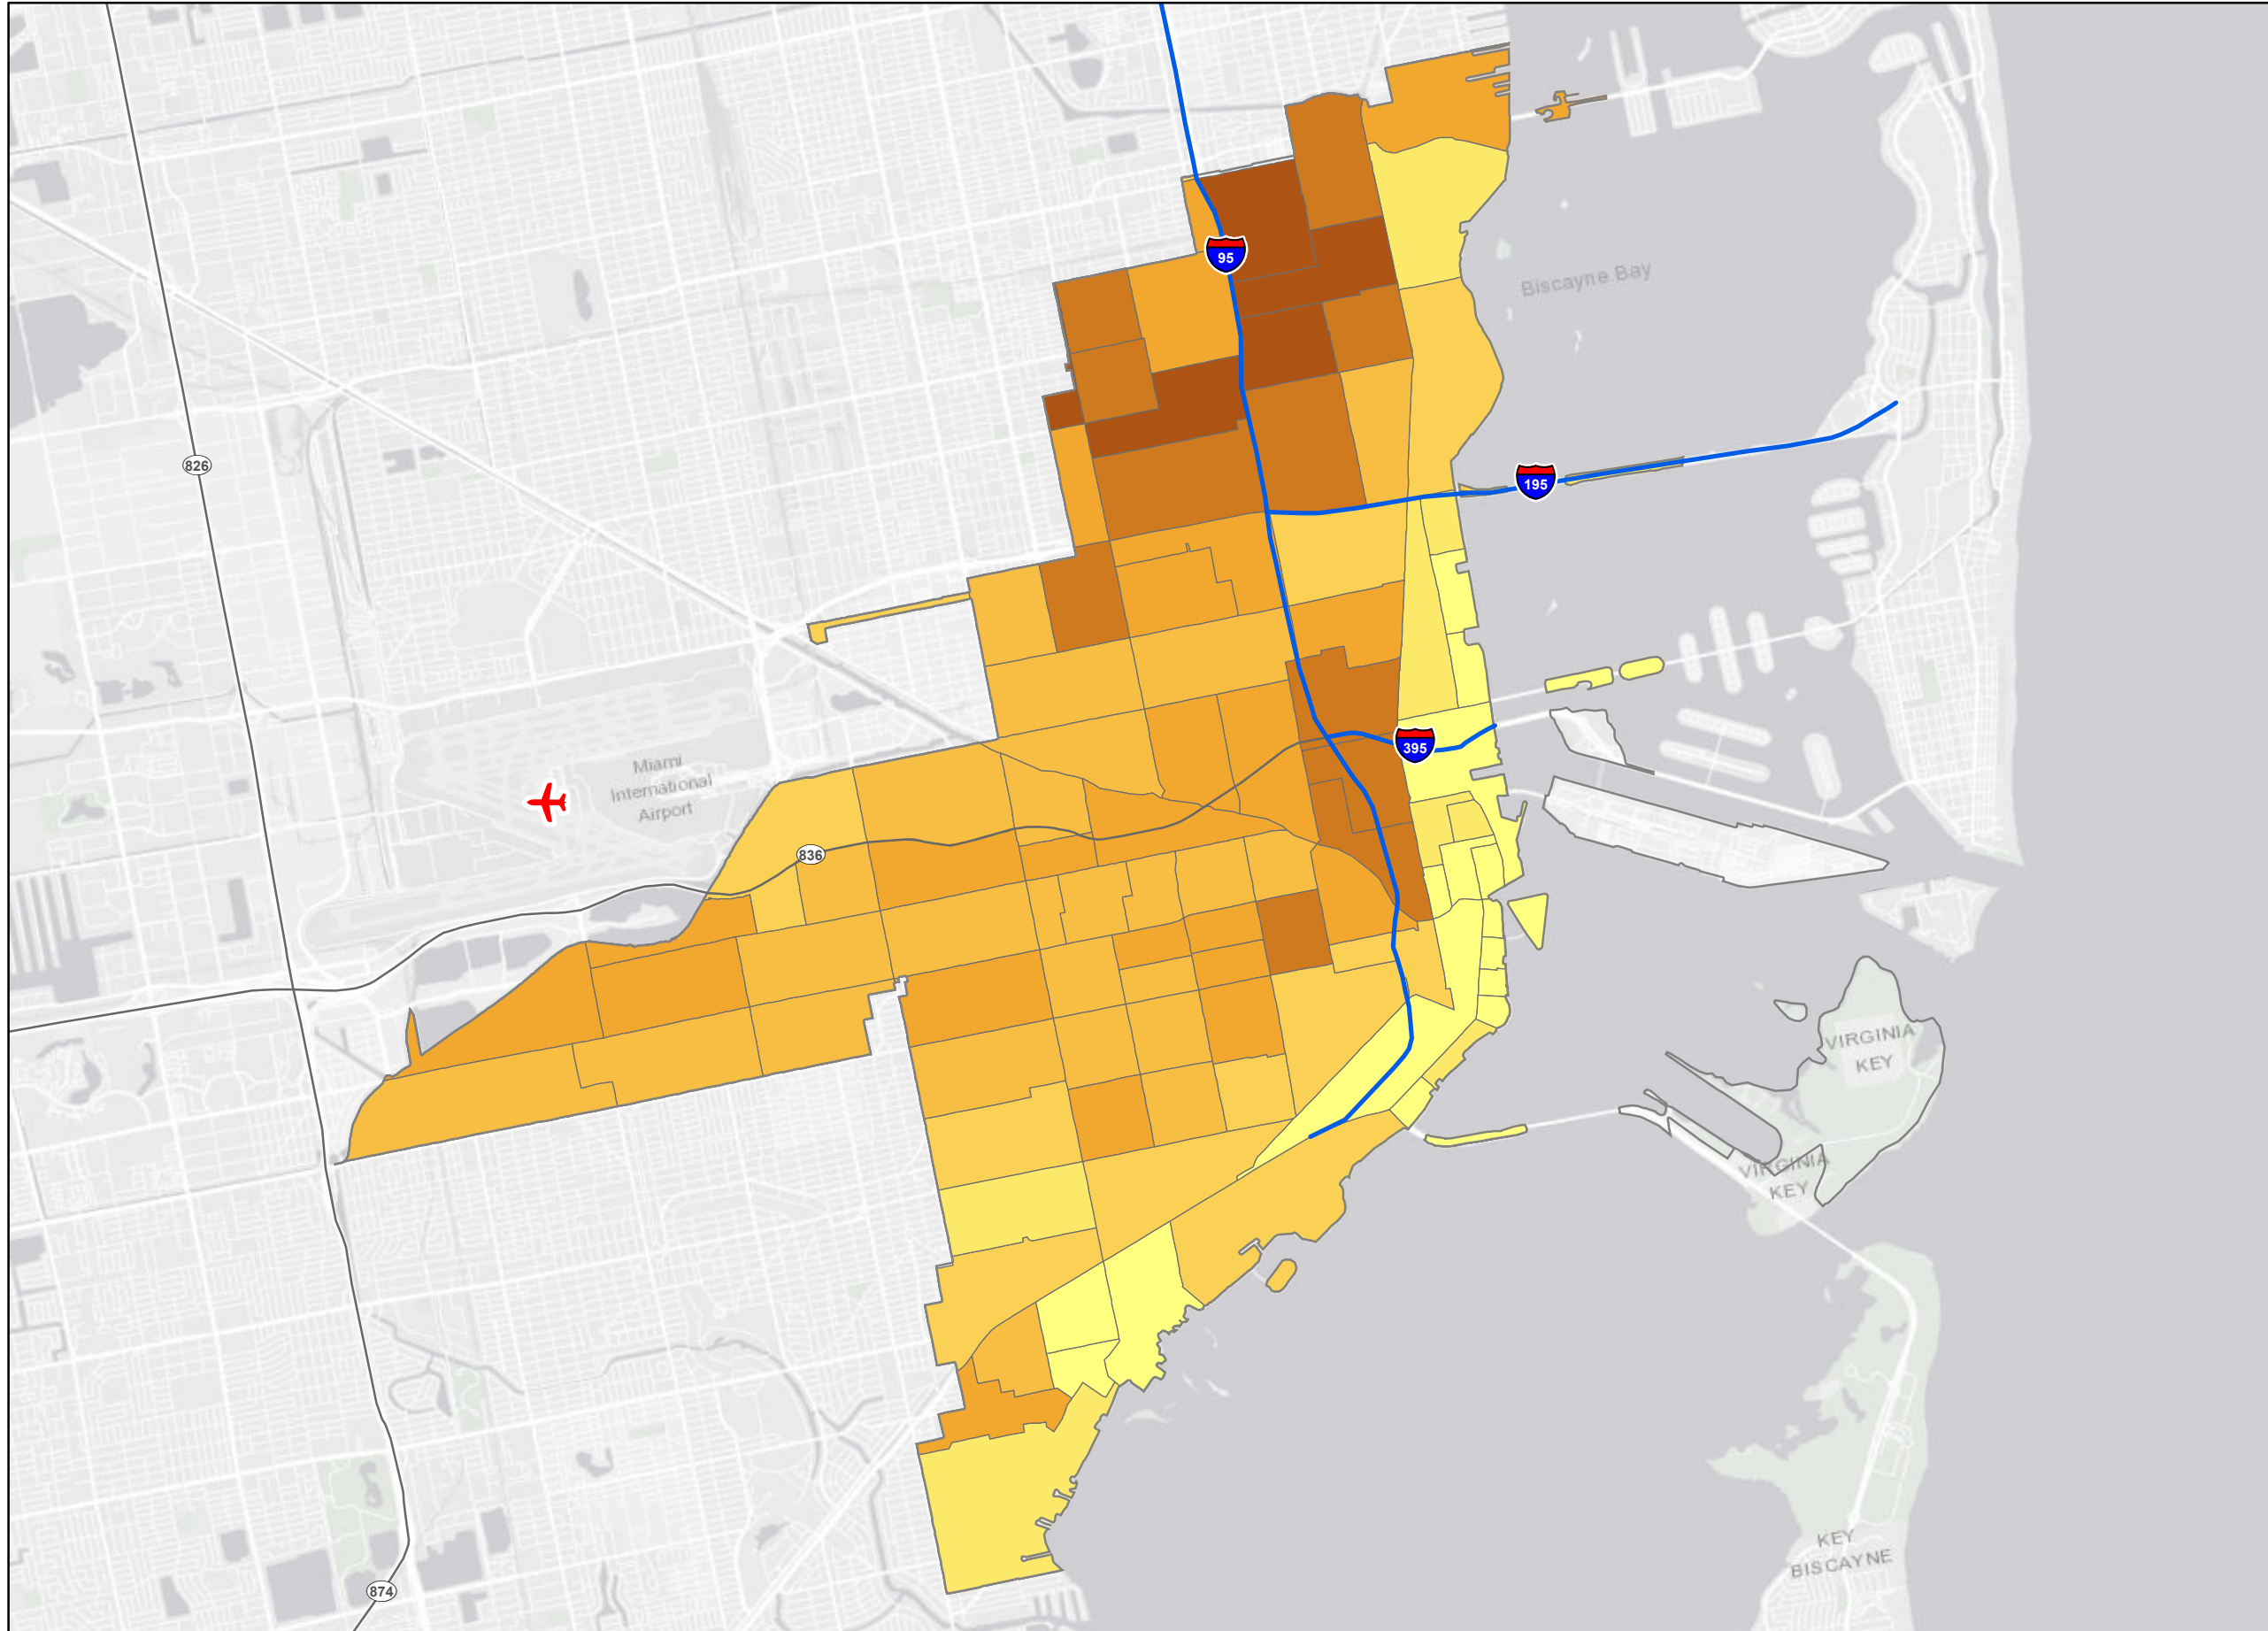 95
Biscayne Bay
826
195
395
Miami
International
Airport
836
VIRGINIA
KEY
VIRGINIA
KEY
KEY
BISCAYNE
874